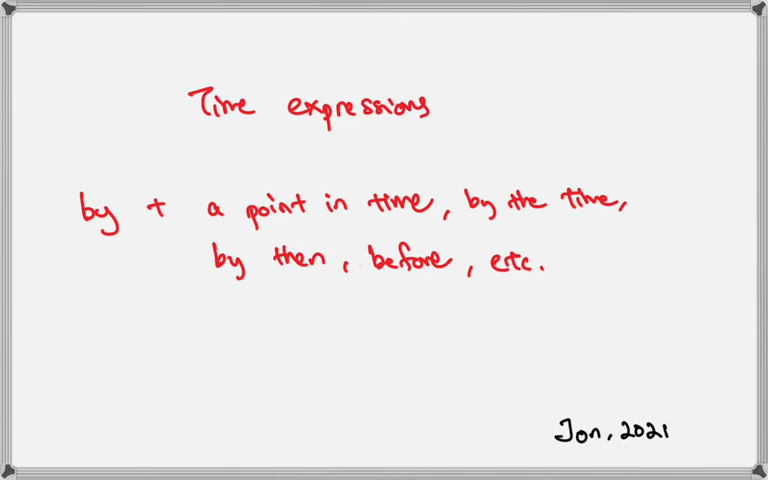 Time expressions
by + a point in time, by the time,
by then, before, etc.
Jon, 2021